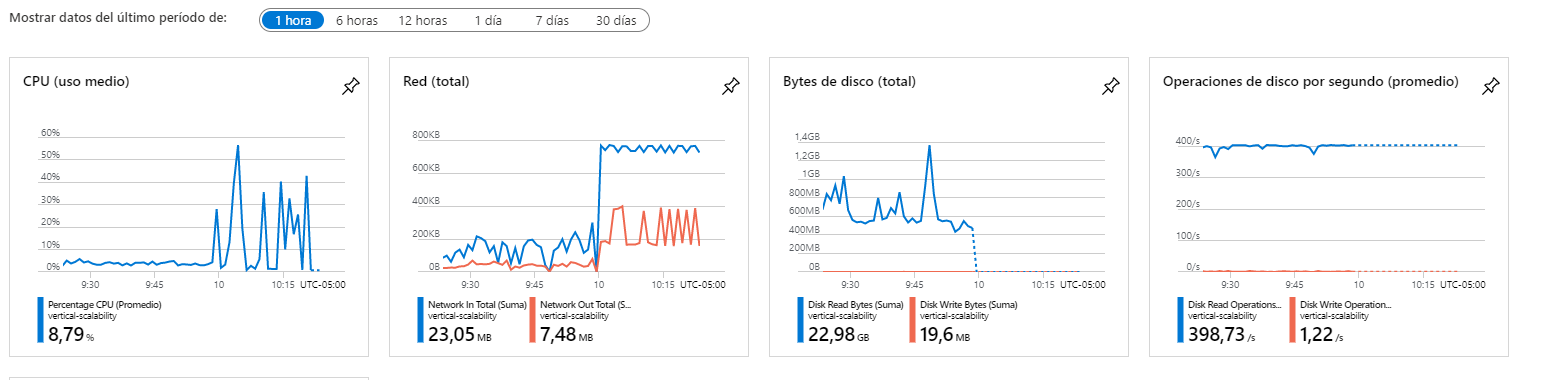 Mostrar datos del último período de: 1 hora 6 horas 12 horas 1 día 7 días 30 días
CPU (uso medio)
60%
50%
40%
30%
20%
10%
0%
9:30 9:45 10 10:15 UTC-05:00
Percentage CPU (Promedio)
vertical-scalability
8,79 %
Red (total)
800KB
600KB
400KB
200KB
0B
9:30 9:45 10 10:15 UTC-05:00
Network In Total (Suma) Network Out Total (S...
vertical-scalability vertical-scalability
23,05 MB 7,48 MB
Bytes de disco (total)
1,4GB
1,2GB
1GB
800MB
600MB
400MB
200MB
0B
9:30 9:45 10 10:15 UTC-05:00
Disk Read Bytes (Suma) Disk Write Bytes (Suma)
vertical-scalability vertical-scalability
22,98 GB 19,6 MB
Operaciones de disco por segundo (promedio)
400/s
300/s
200/s
100/s
0/s
9:30 9:45 10 10:15 UTC-05:00
Disk Read Operations... Disk Write Operation...
vertical-scalability vertical-scalability
398,73 /s 1,22 /s